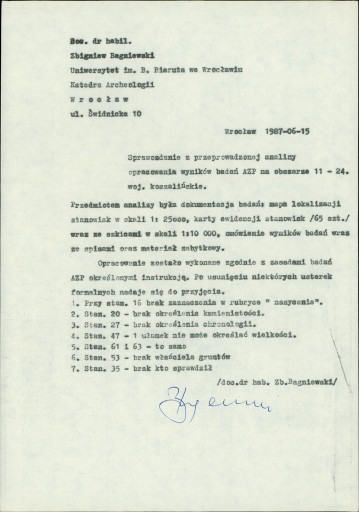 Doc. dr habil.
Zbigniew Bagniewski
Uniwersytet im. B. Bieruta we Wrocławiu
Katedra Archeologii
W r o c ł a w
ul. Świdnicka 10
Wrocław 1987-06-15
Sprawozdanie z przeprowadzonej analizy
opracowania wyników badań AZP na obszarze 11 - 24.
woj. koszalińskie.
Przedmiotem analizy była dokumentacja badań: mapa lokalizacji
stanowisk w skali 1: 25000, karty ewidencji stanowisk /65 szt./
wraz ze szkicami w skali 1:10 000, omówienie wyników badań wraz
ze spisami oraz materiał zabytkowy.
Opracowanie zostało wykonane zgodnie z zasadami badań
AZP określonymi instrukcją. Po usunięciu niektórych usterek
formalnych nadaje się do przyjęcia.
1. Przy stan. 16 brak zaznaczenia w rubryce " nasycenia".
2. Stan. 20 - brak określenia kamienistości.
3. Stan. 27 - brak określenia chronologii.
4. Stan. 47 - 1 ułamek nie może określać wielkości.
5. Stan. 61 i 63 - to samo
6. Stan. 53 - brak właściela gruntów
7. Stan. 35 - brak kto sprawdził
/doc.dr hab. Zb.Bagniewski/